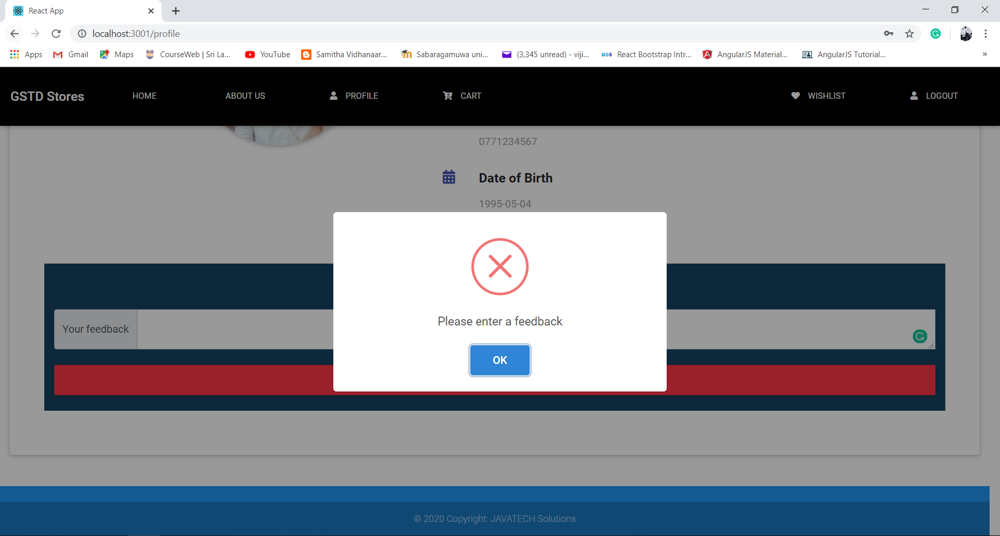 React App
localhost:3001/profile
Apps Gmail Maps CourseWeb | Sri La... YouTube Samitha Vidhanaar... Sabaragamuwa uni... (3,345 unread) - viji... MDB React Bootstrap Intr... AngularJS Material... AngularJS Tutorial... »
GSTD Stores HOME ABOUT US PROFILE CART WISHLIST LOGOUT
0771234567
Date of Birth
1995-05-04
Please enter a feedback
Your feedback
OK
© 2020 Copyright: JAVATECH Solutions